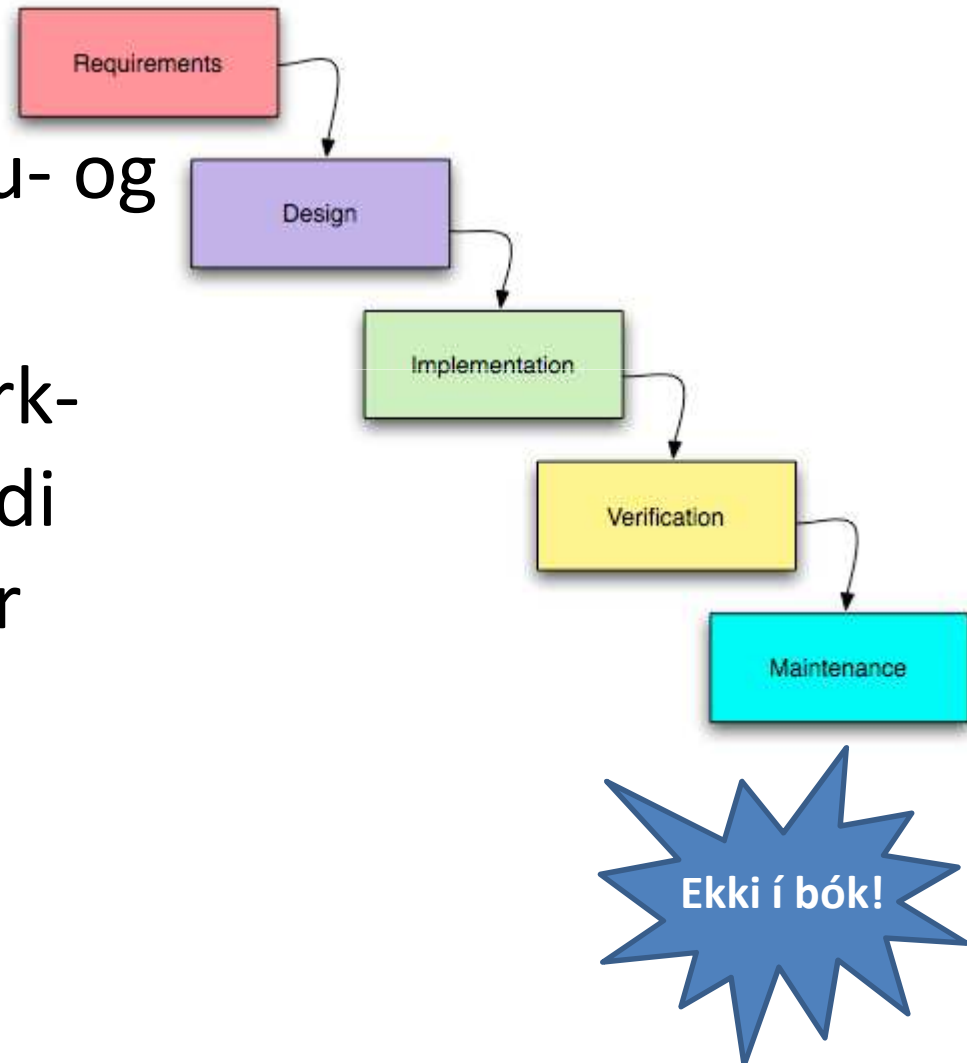 Requirements
u- og
Design
Implementation
rk-
di
Verification
r
Maintenance
Ekki í bók!